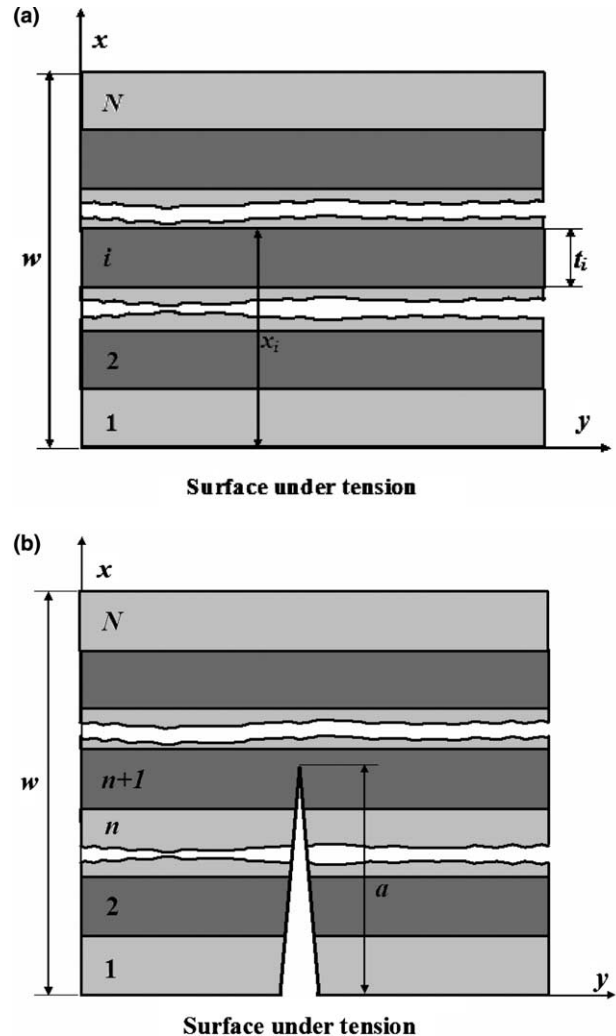 (a)
x
N
w
i
t_i
x_i
2
1
y
Surface under tension
(b)
x
N
w
n+1
n
a
2
1
y
Surface under tension